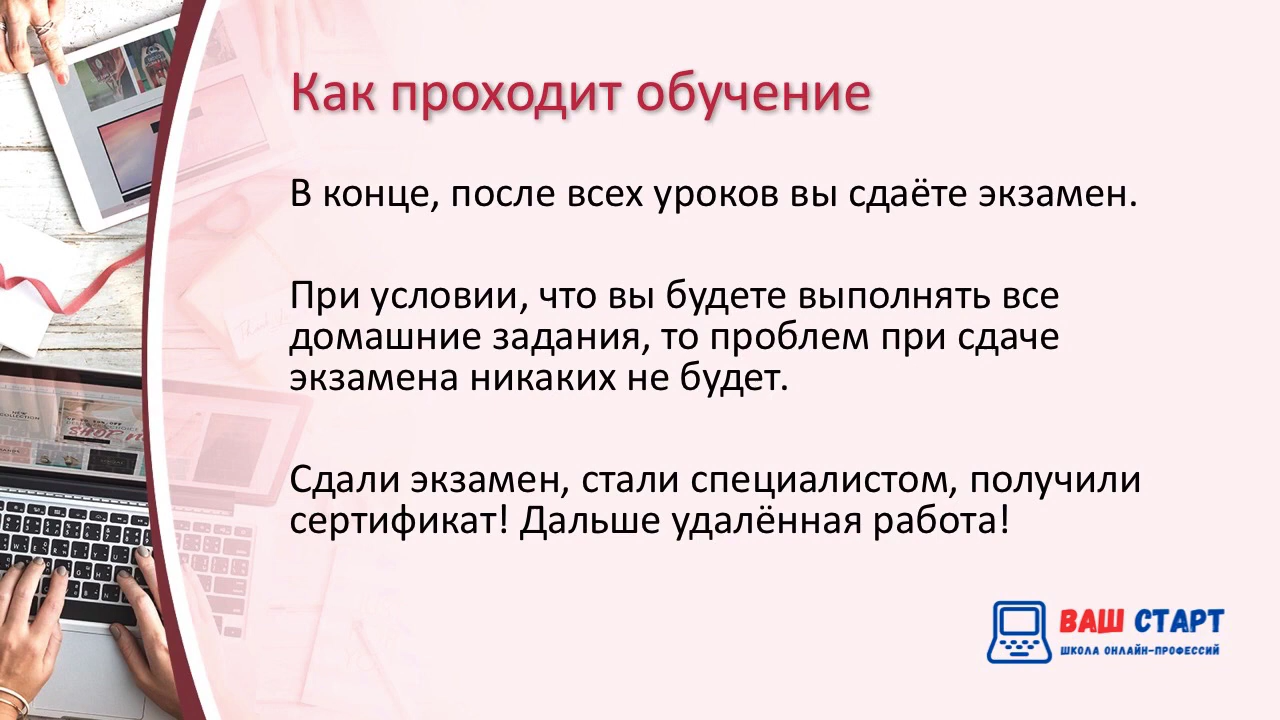 Как проходит обучение
В конце, после всех уроков вы сдаёте экзамен.
При условии, что вы будете выполнять все
домашние задания, то проблем при сдаче
экзамена никаких не будет.
Сдали экзамен, стали специалистом, получили
сертификат! Дальше удалённая работа!
ВАШ СТАРТ
ШКОЛА ОНЛАЙН-ПРОФЕССИЙ